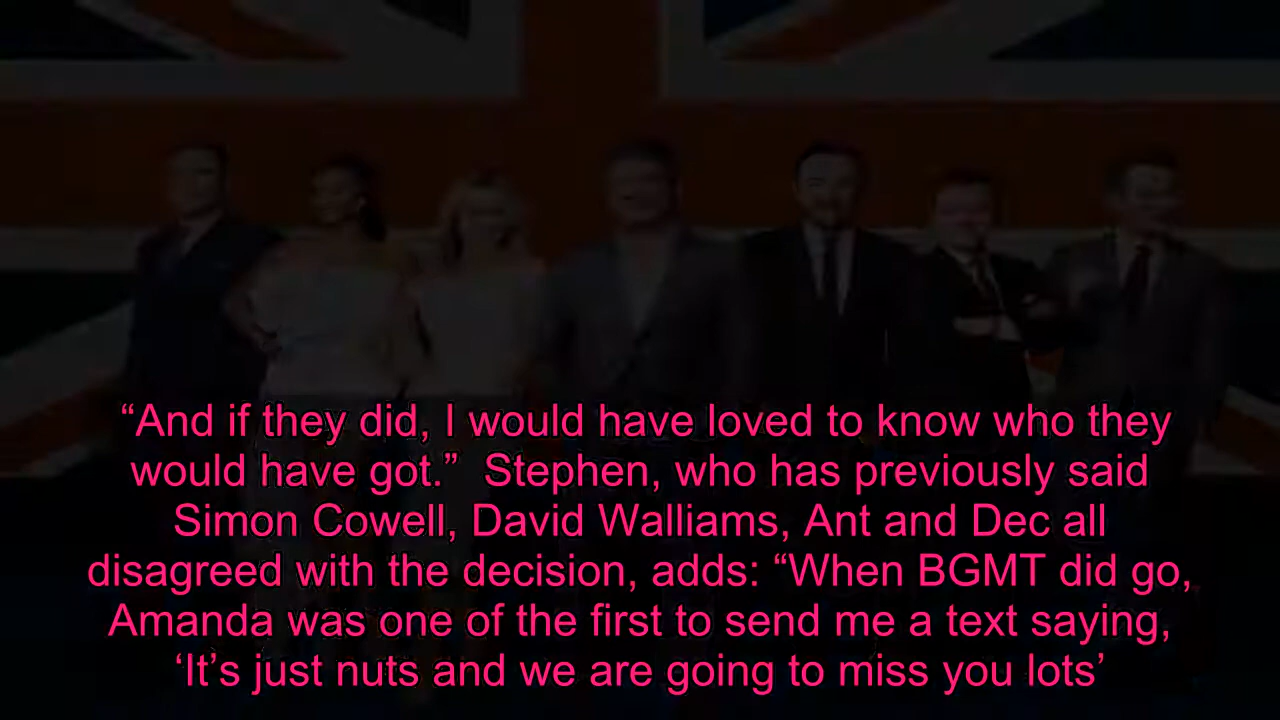 “And if they did, I would have loved to know who they
would have got.”  Stephen, who has previously said
Simon Cowell, David Walliams, Ant and Dec all
disagreed with the decision, adds: “When BGMT did go,
Amanda was one of the first to send me a text saying,
‘It’s just nuts and we are going to miss you lots’